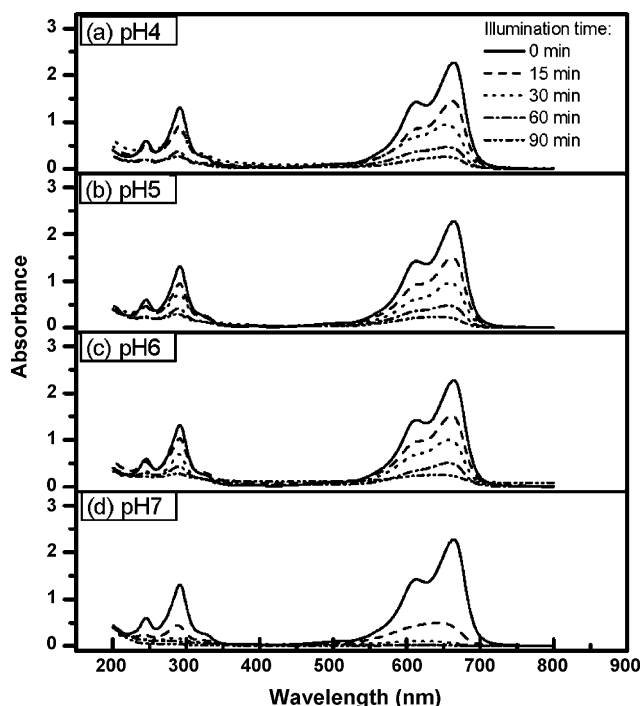 (a) pH4
Illumination time:
0 min
15 min
30 min
60 min
90 min
3
2
1
0
(b) pH5
3
2
1
0
(c) pH6
3
2
1
0
(d) pH7
3
2
1
0
Absorbance
200 300 400 500 600 700 800 900
Wavelength (nm)